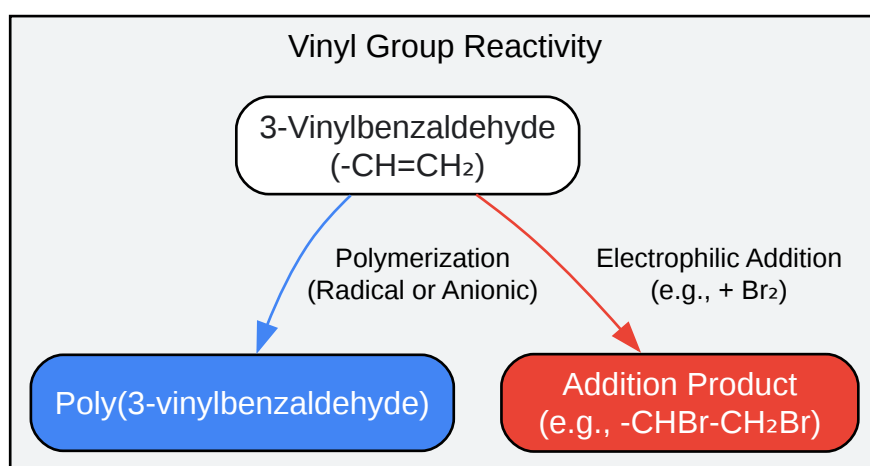 Vinyl Group Reactivity
3-Vinylbenzaldehyde
(-CH=CH₂)
Polymerization
(Radical or Anionic)
Electrophilic Addition
(e.g., + Br₂)
Poly(3-vinylbenzaldehyde)
Addition Product
(e.g., -CHBr-CH₂Br)